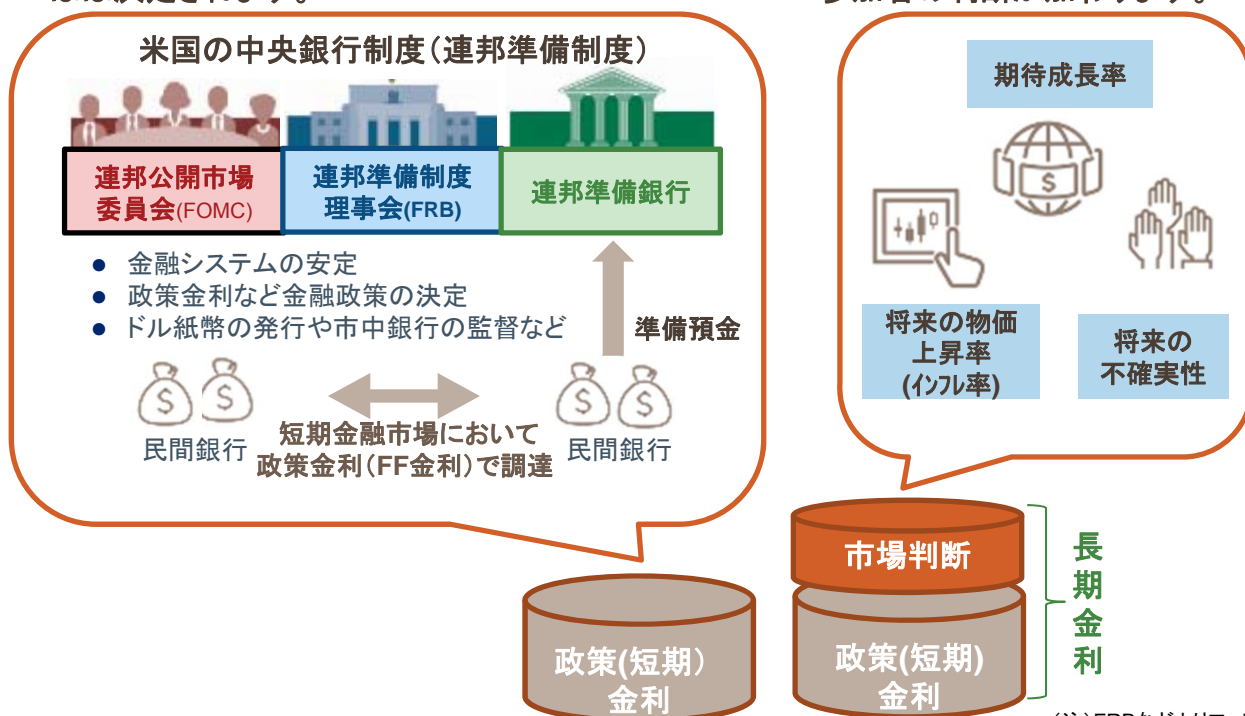 米国の中央銀行制度（連邦準備制度）
連邦公開市場
委員会(FOMC)
連邦準備制度
理事会(FRB)
連邦準備銀行
● 金融システムの安定
● 政策金利など金融政策の決定
● ドル紙幣の発行や市中銀行の監督など
準備預金
民間銀行
短期金融市場において
政策金利（FF金利）で調達
民間銀行
期待成長率
将来の物価
上昇率
(インフレ率)
将来の
不確実性
政策(短期）
金利
市場判断
政策(短期)
金利
長期金利